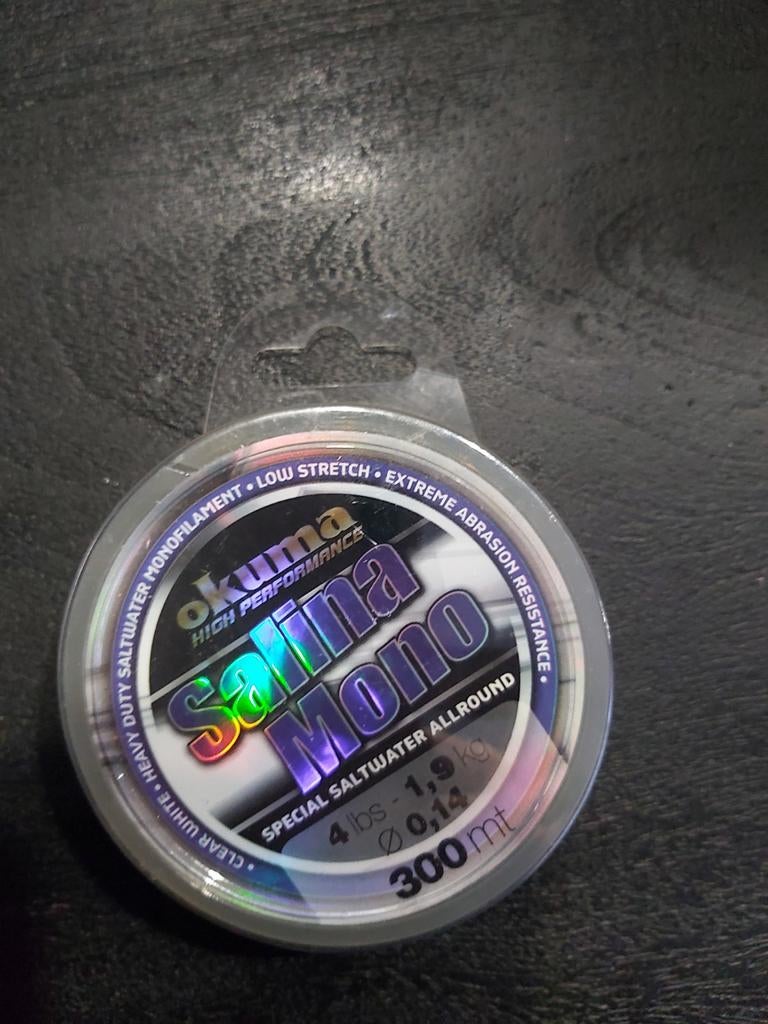 • CLEAR WHITE • HEAVY DUTY SALTWATER MONOFILAMENT • LOW STRETCH • EXTREME ABRASION RESISTANCE •
okuma
HIGH PERFORMANCE
Salina
Mono
SPECIAL SALTWATER ALLROUND
4 lbs - 1,9 kg
Ø 0,14
300 mt